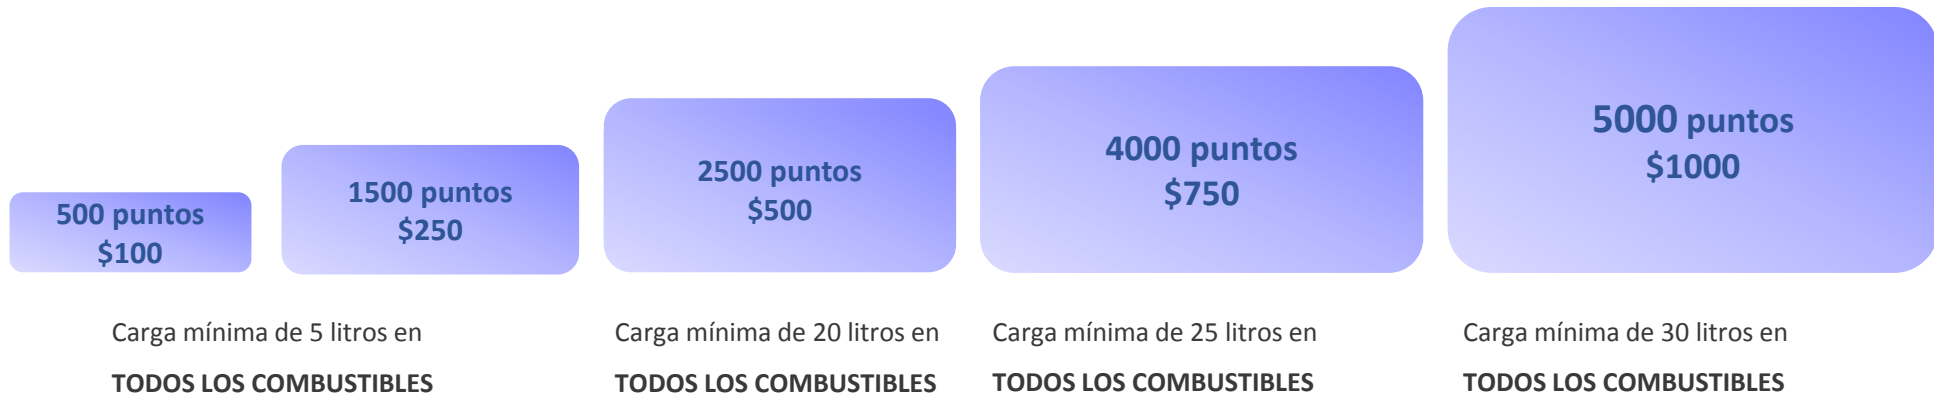 500 puntos
$100
1500 puntos
$250
2500 puntos
$500
4000 puntos
$750
5000 puntos
$1000
Carga mínima de 5 litros en
TODOS LOS COMBUSTIBLES
Carga mínima de 20 litros en
TODOS LOS COMBUSTIBLES
Carga mínima de 25 litros en
TODOS LOS COMBUSTIBLES
Carga mínima de 30 litros en
TODOS LOS COMBUSTIBLES